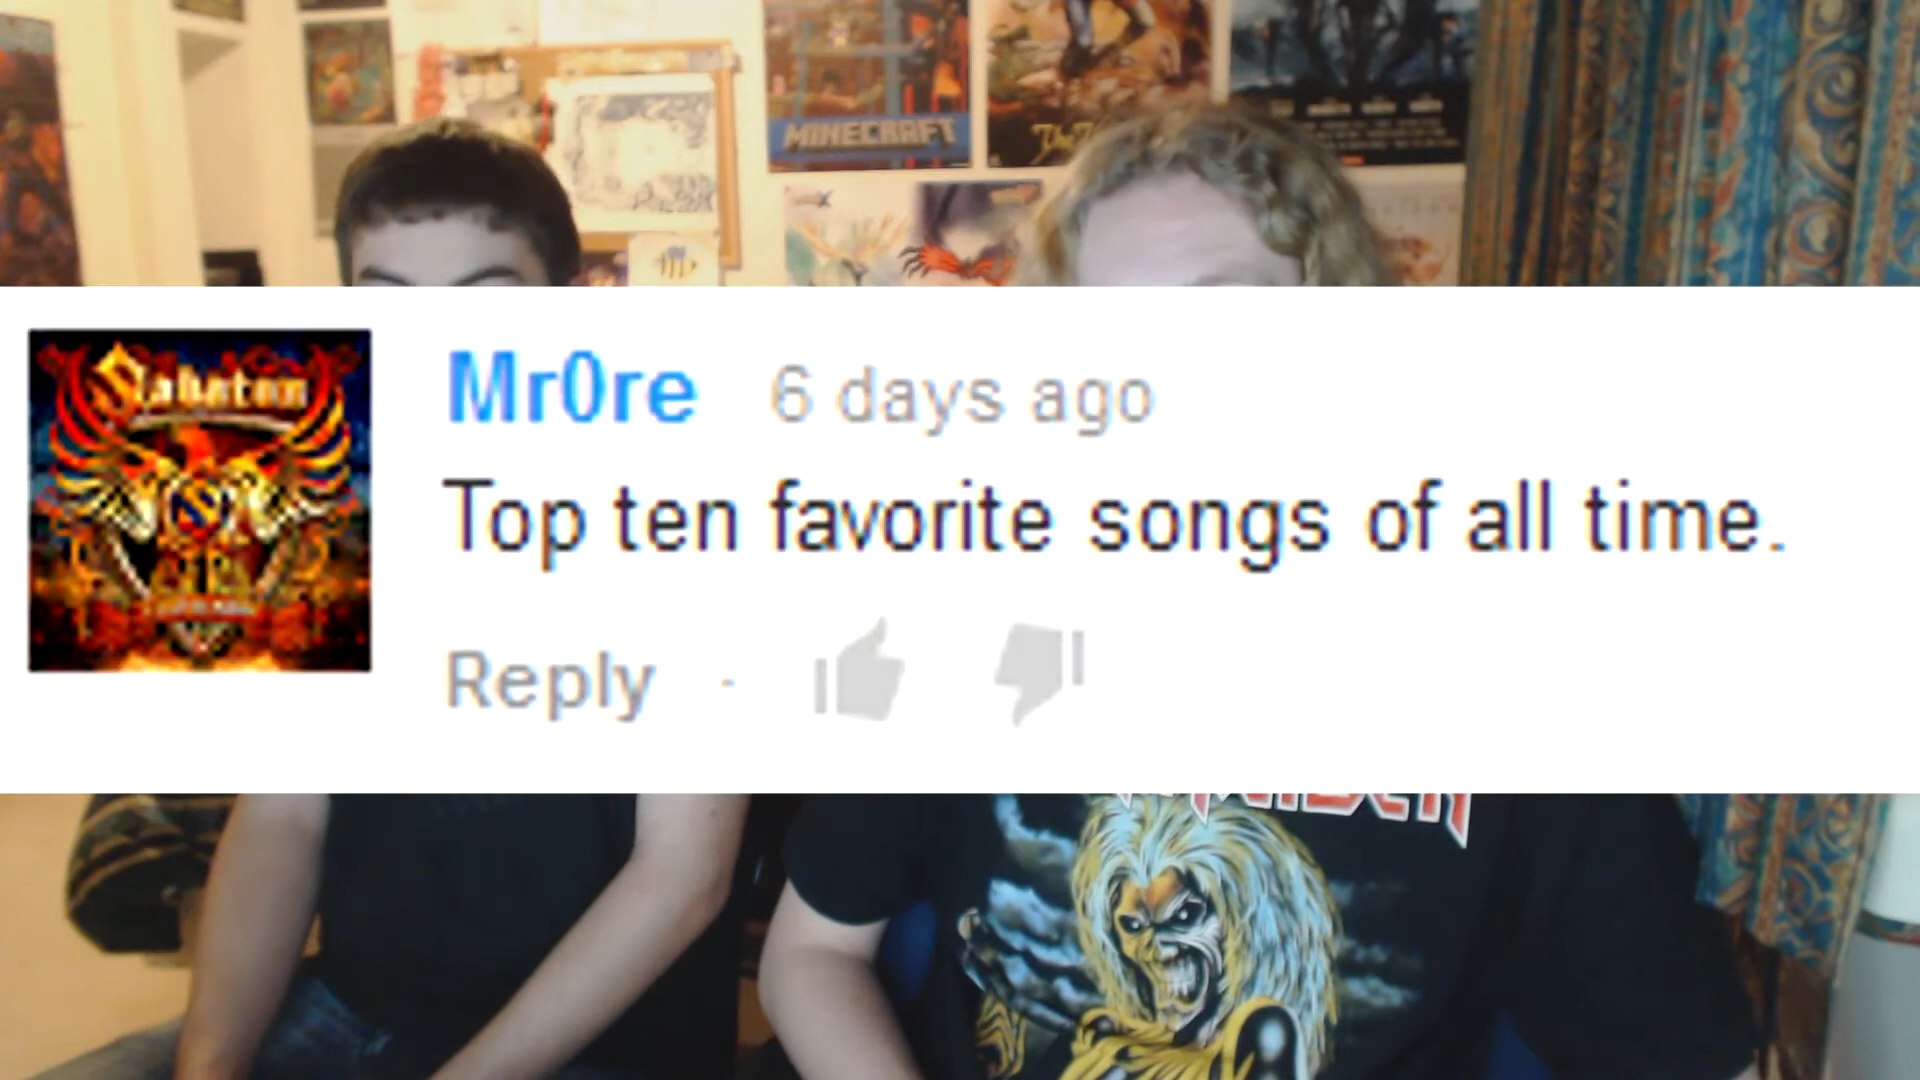 MINECRAFT
Sabaton
Mr0re 6 days ago
Top ten favorite songs of all time.
Reply ·